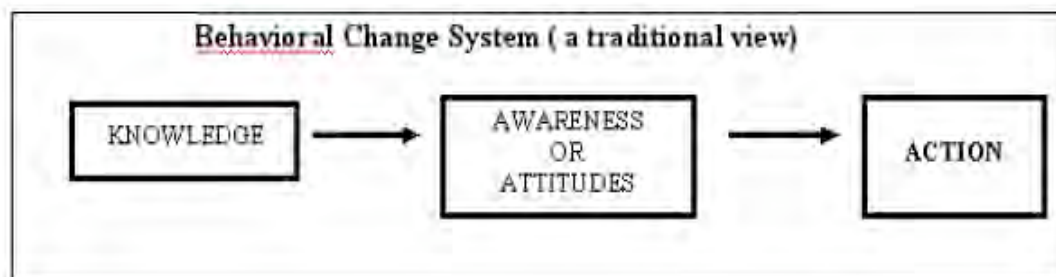 Behavioral Change System ( a traditional view)
KNOWLEDGE
AWARENESS
OR
ATTITUDES
ACTION